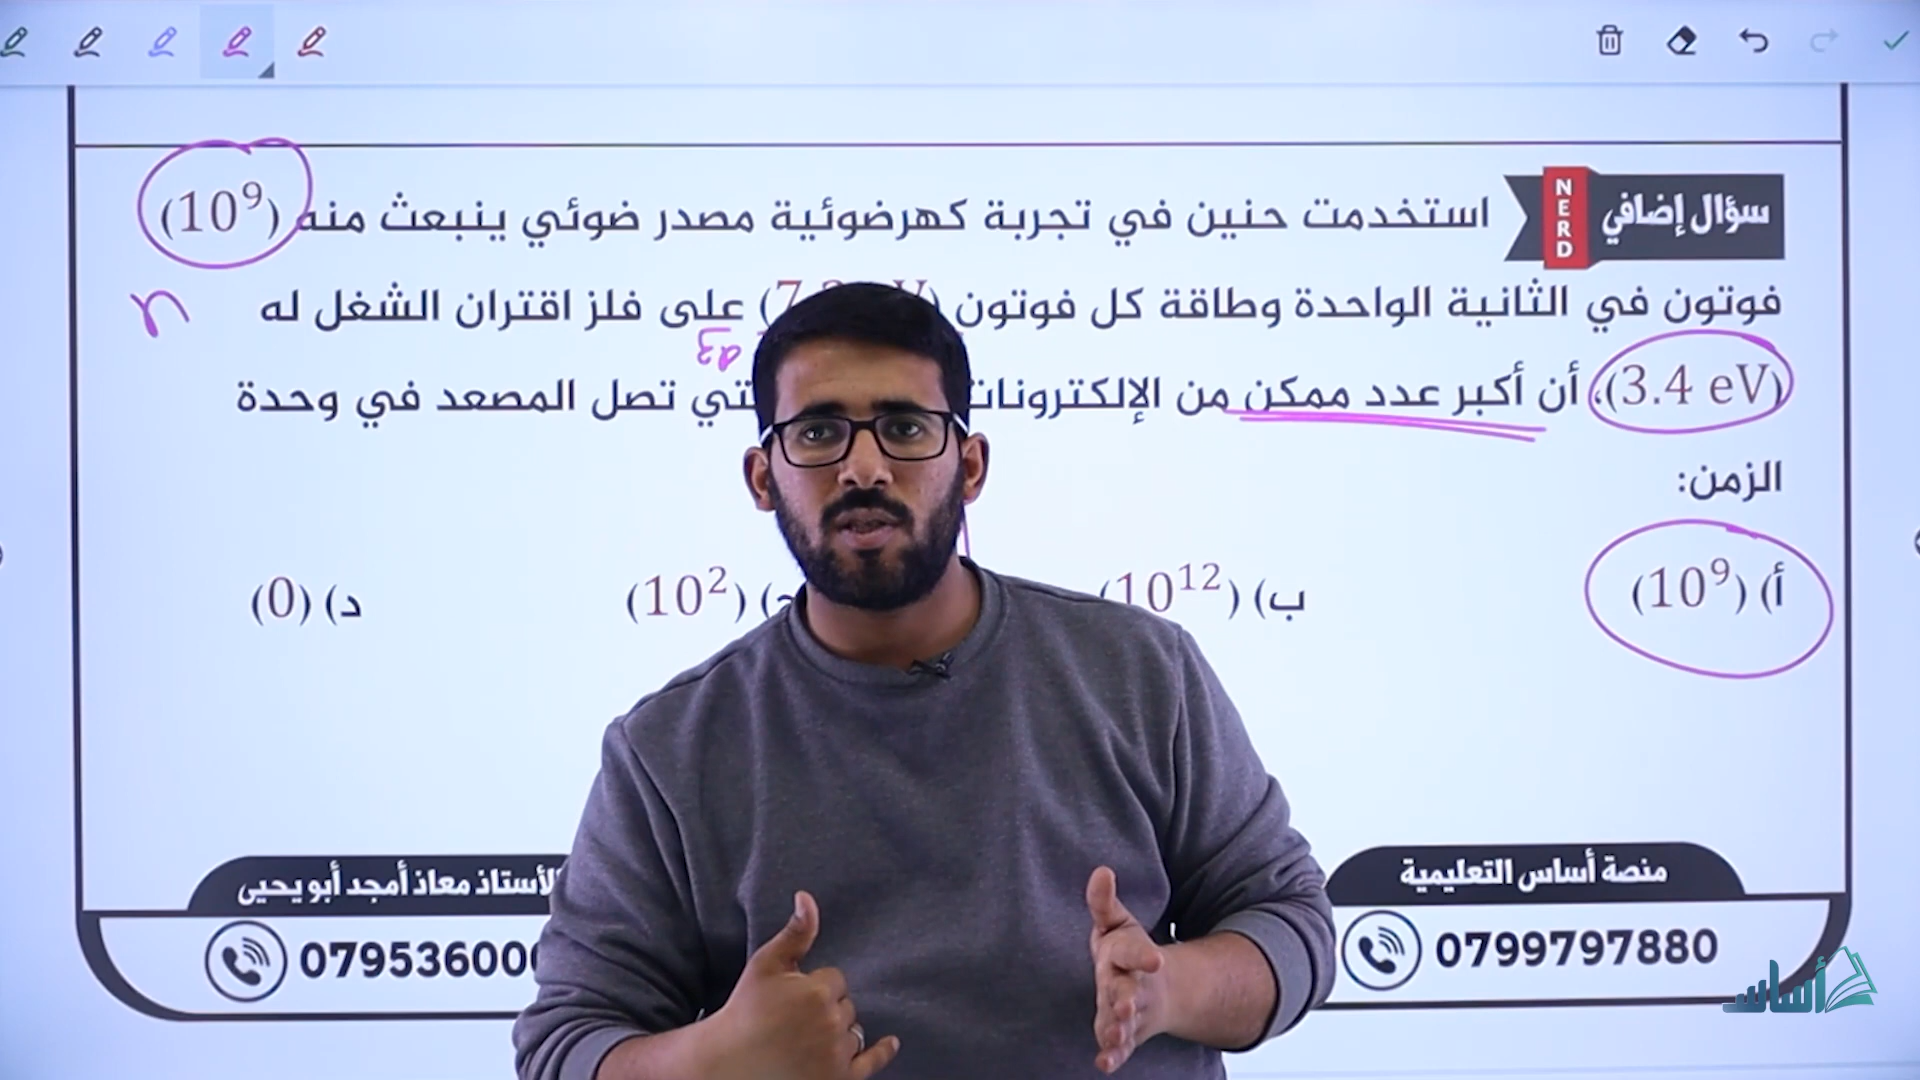 سؤال إضافي
NERD
استخدمت حنين في تجربة كهرضوئية مصدر ضوئي ينبعث منه (10⁹)
فوتون في الثانية الواحدة وطاقة كل فوتون على فلز اقتران الشغل له
(3.4 eV)، أن أكبر عدد ممكن من الإلكترونات تصل المصعد في وحدة
الزمن:
أ) (10⁹) ب) (10¹²) (10²) د) (0)
منصة أساس التعليمية
الأستاذ معاذ أمجد أبو يحيى
0799797880
أساس